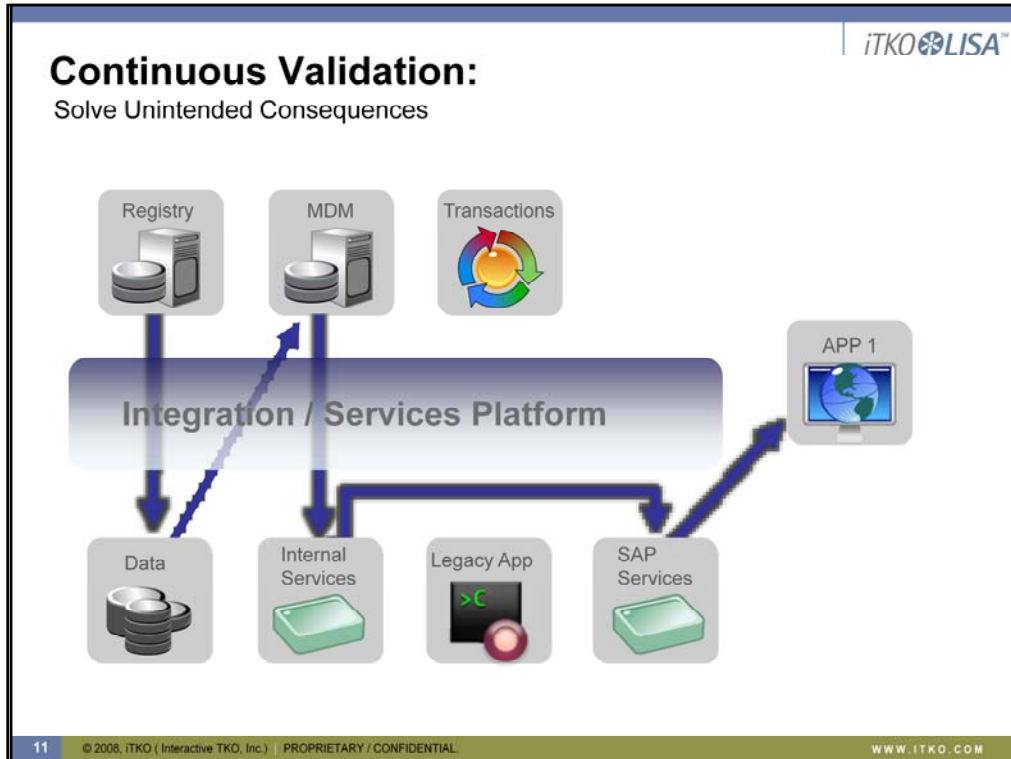 iTKO LISA™
Continuous Validation:
Solve Unintended Consequences
Registry
MDM
Transactions
APP 1
Integration / Services Platform
Data
Internal
Services
Legacy App
>C
SAP
Services
11
© 2008, iTKO ( Interactive TKO, Inc.) | PROPRIETARY / CONFIDENTIAL.
WWW.ITKO.COM